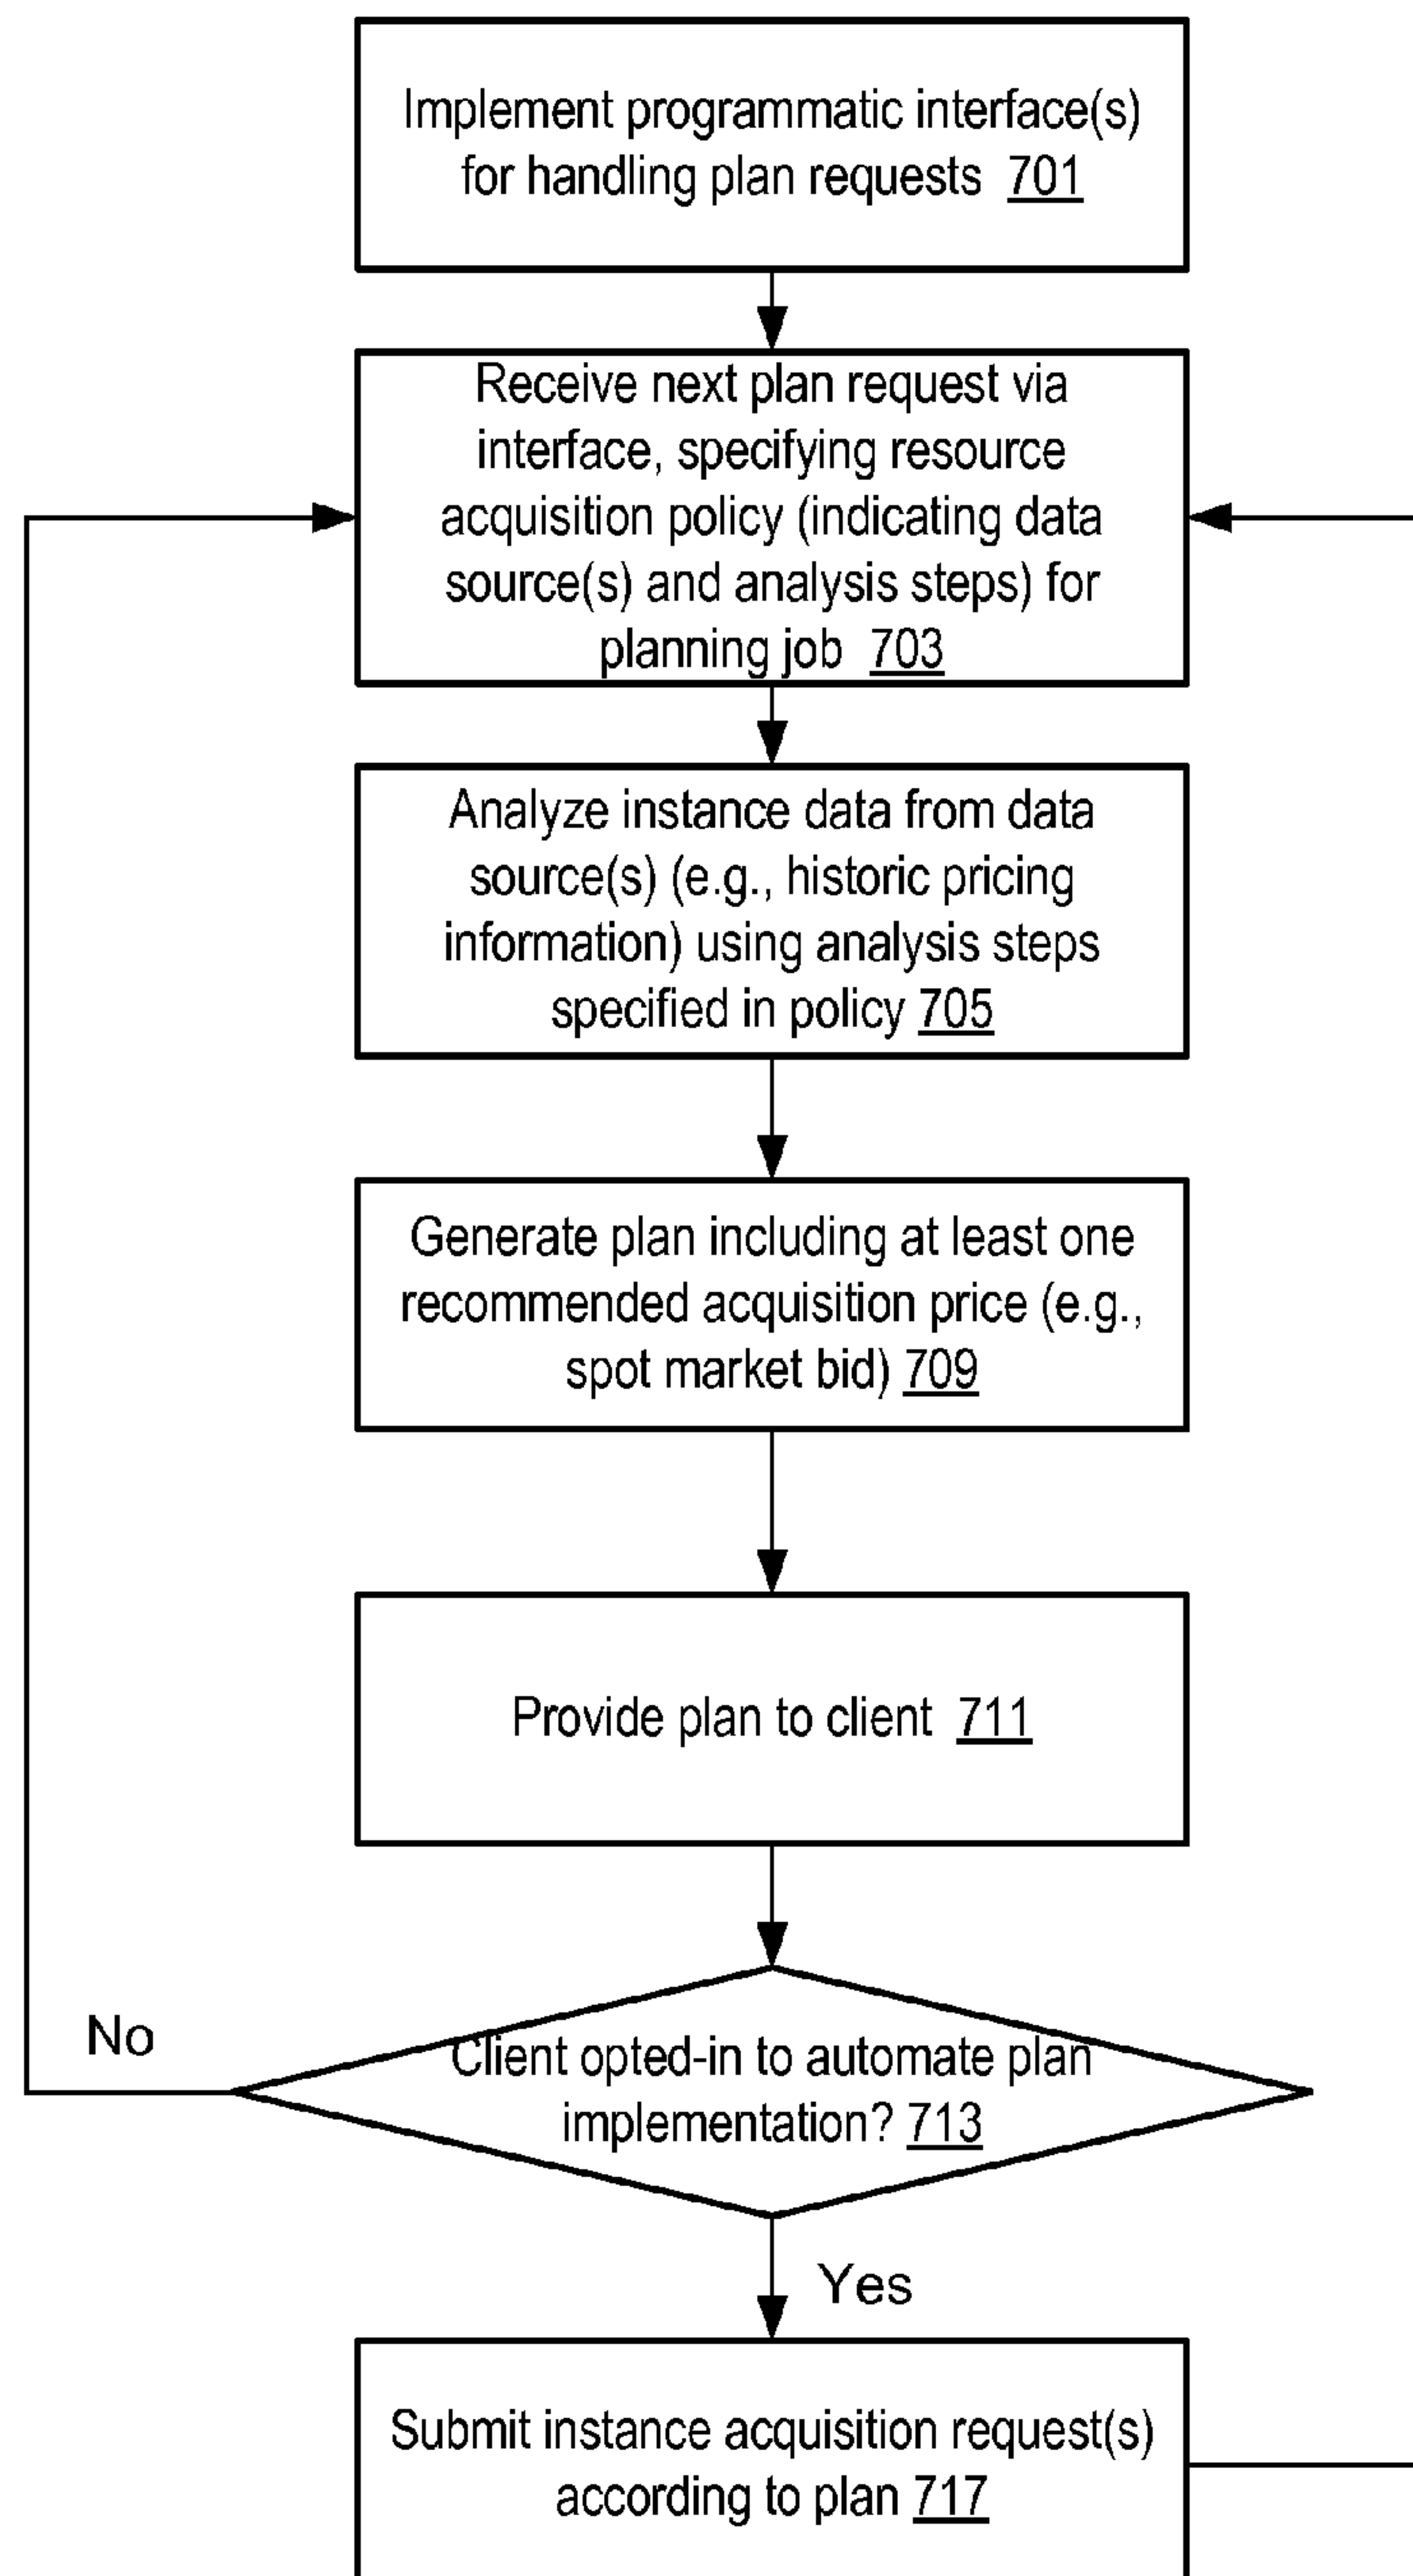 Implement programmatic interface(s)
for handling plan requests 701
Receive next plan request via
interface, specifying resource
acquisition policy (indicating data
source(s) and analysis steps) for
planning job 703
Analyze instance data from data
source(s) (e.g., historic pricing
information) using analysis steps
specified in policy 705
Generate plan including at least one
recommended acquisition price (e.g.,
spot market bid) 709
Provide plan to client 711
No
Client opted-in to automate plan
implementation? 713
Yes
Submit instance acquisition request(s)
according to plan 717